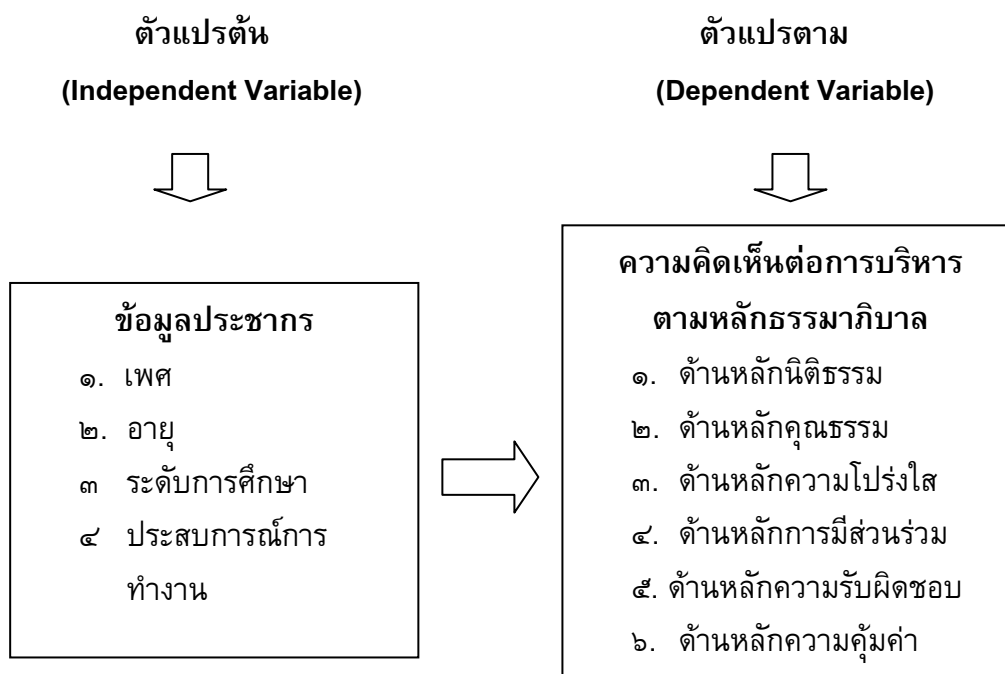 ตัวแปรต้น
(Independent Variable)
ตัวแปรตาม
(Dependent Variable)
ข้อมูลประชากร
๑. เพศ
๒. อายุ
๓ ระดับการศึกษา
๔ ประสบการณ์การ
ทำงาน
ความคิดเห็นต่อการบริหาร
ตามหลักธรรมาภิบาล
๑. ด้านหลักนิติธรรม
๒. ด้านหลักคุณธรรม
๓. ด้านหลักความโปร่งใส
๔. ด้านหลักการมีส่วนร่วม
๕. ด้านหลักความรับผิดชอบ
๖. ด้านหลักความคุ้มค่า